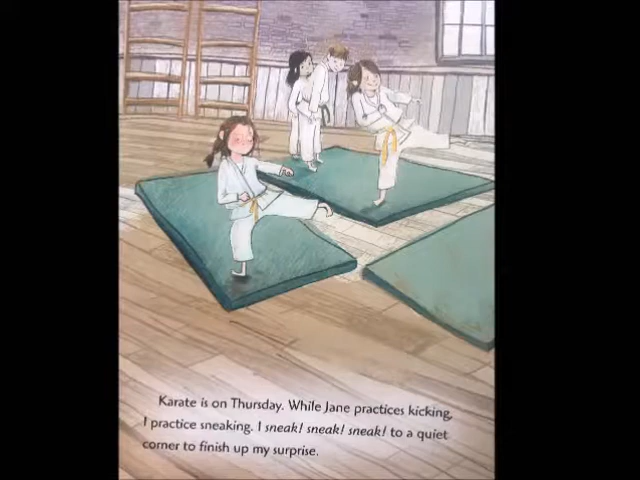 Karate is on Thursday. While Jane practices kicking,
I practice sneaking. I sneak! sneak! sneak! to a quiet
corner to finish up my surprise.